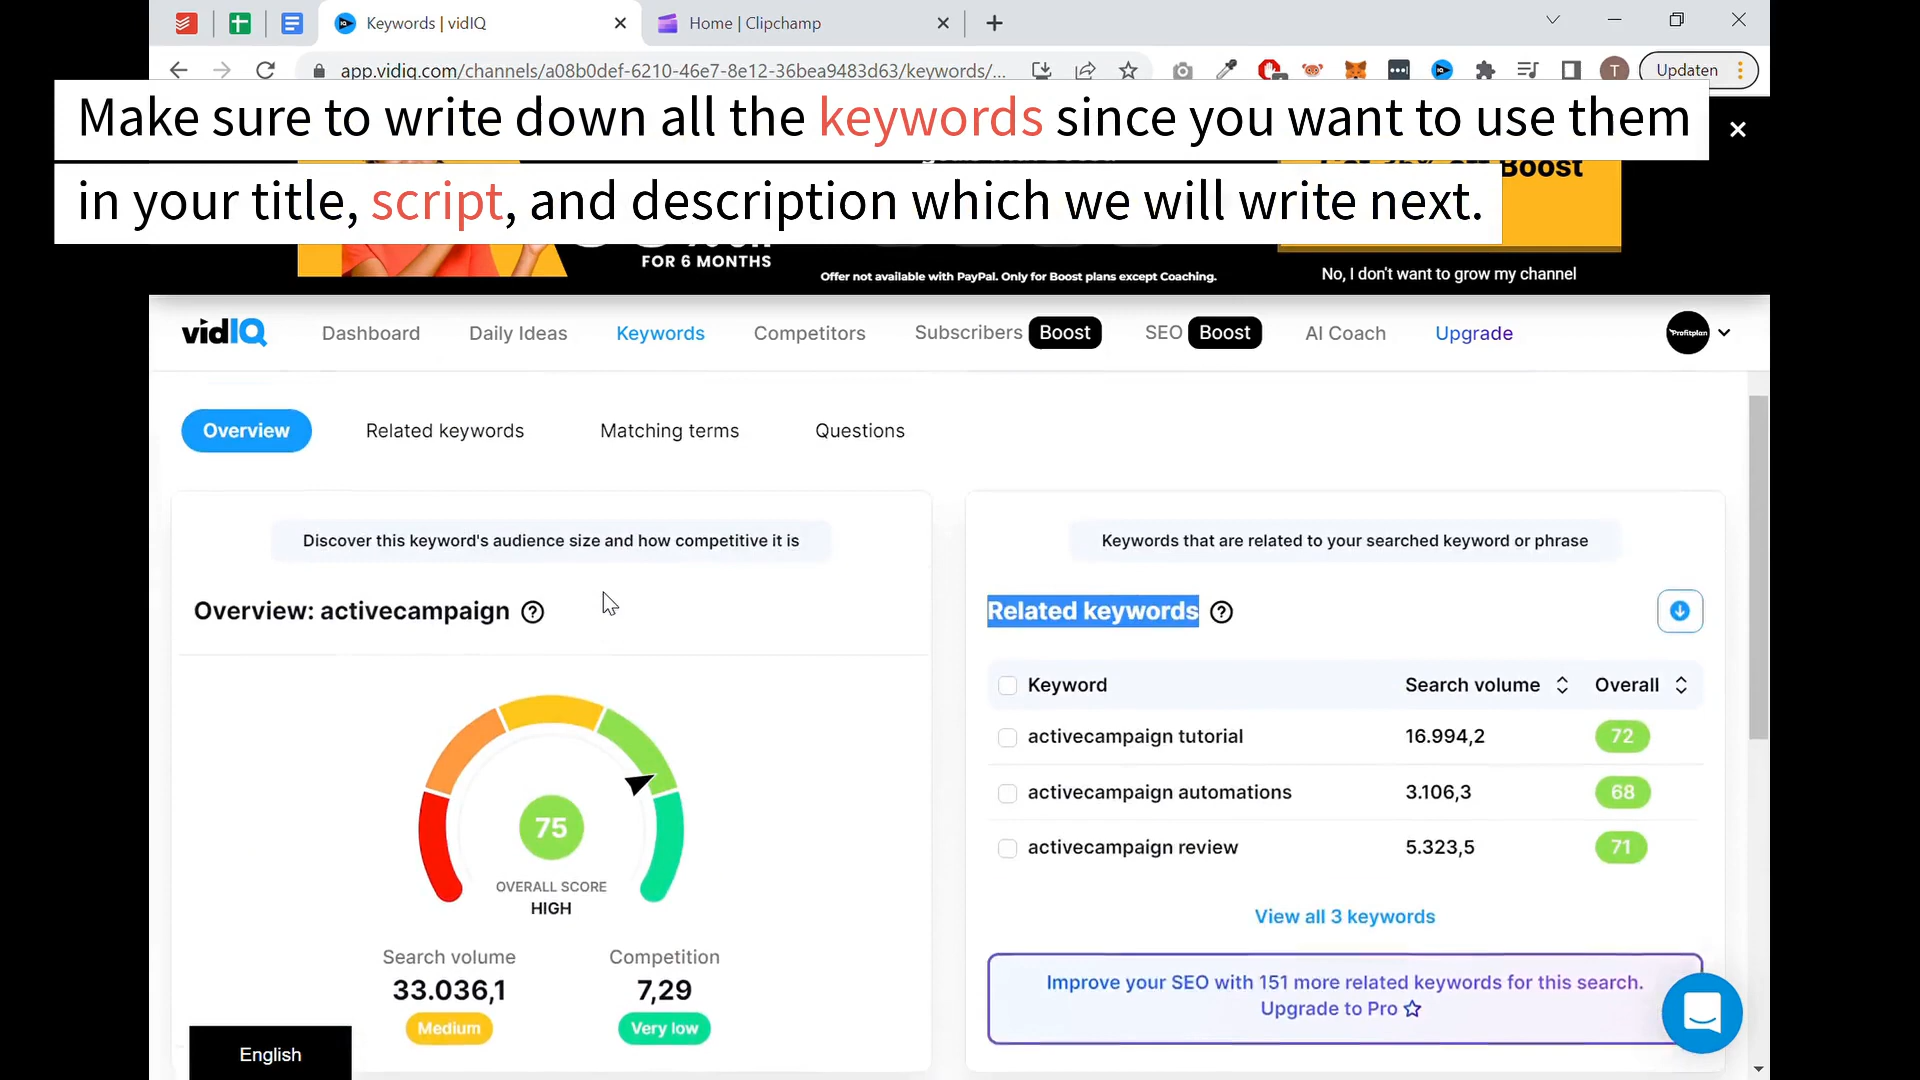 Keywords | vidIQ
Home | Clipchamp
app.vidiq.com/channels/a08b0def-6210-46e7-8e12-36bea9483d63/keywords/...
T
Updaten
Make sure to write down all the keywords since you want to use them
in your title, script, and description which we will write next.
Boost
FOR 6 MONTHS
Offer not available with PayPal. Only for Boost plans except Coaching.
No, I don't want to grow my channel
vidIQ
Dashboard
Daily Ideas
Keywords
Competitors
Subscribers Boost
SEO Boost
AI Coach
Upgrade
Profitplan
Overview
Related keywords
Matching terms
Questions
Discover this keyword's audience size and how competitive it is
Overview: activecampaign
75
OVERALL SCORE
HIGH
Search volume
33.036,1
Medium
Competition
7,29
Very low
Keywords that are related to your searched keyword or phrase
Related keywords
Keyword Search volume Overall
activecampaign tutorial 16.994,2 72
activecampaign automations 3.106,3 68
activecampaign review 5.323,5 71
View all 3 keywords
Improve your SEO with 151 more related keywords for this search.
Upgrade to Pro
English